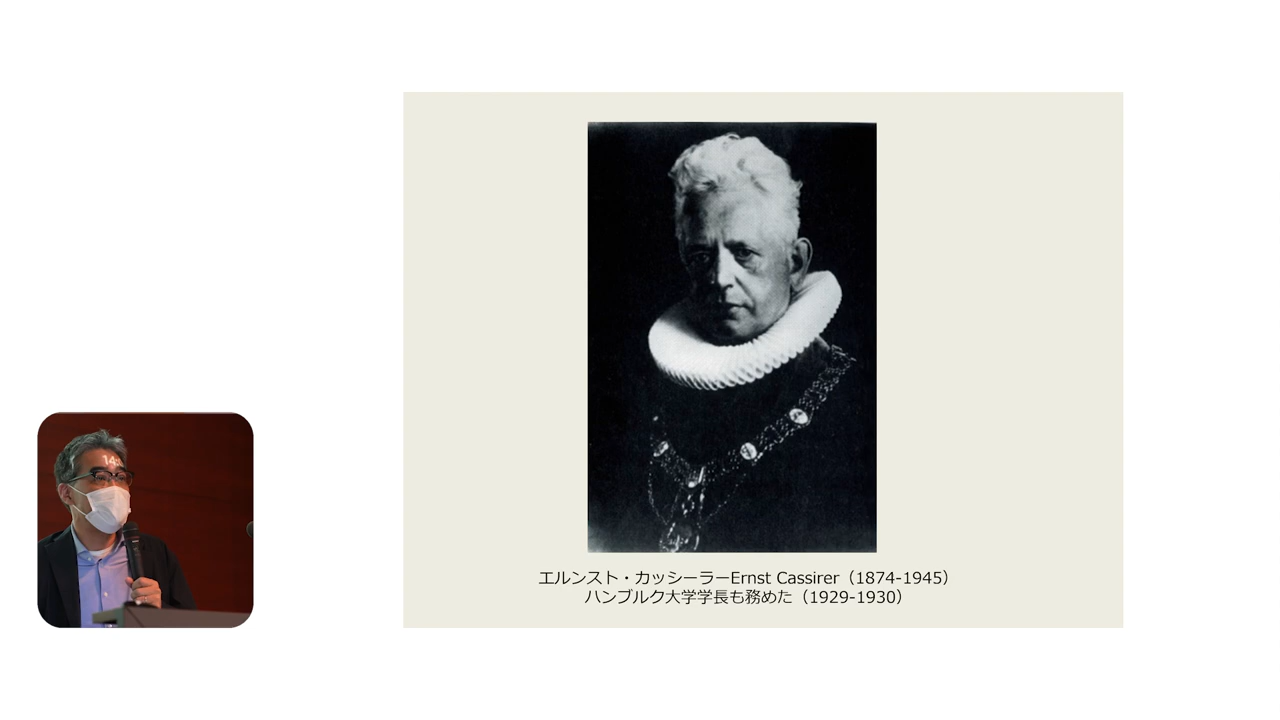 14:
エルンスト・カッシーラーErnst Cassirer（1874-1945）
ハンブルク大学学長も務めた（1929-1930）